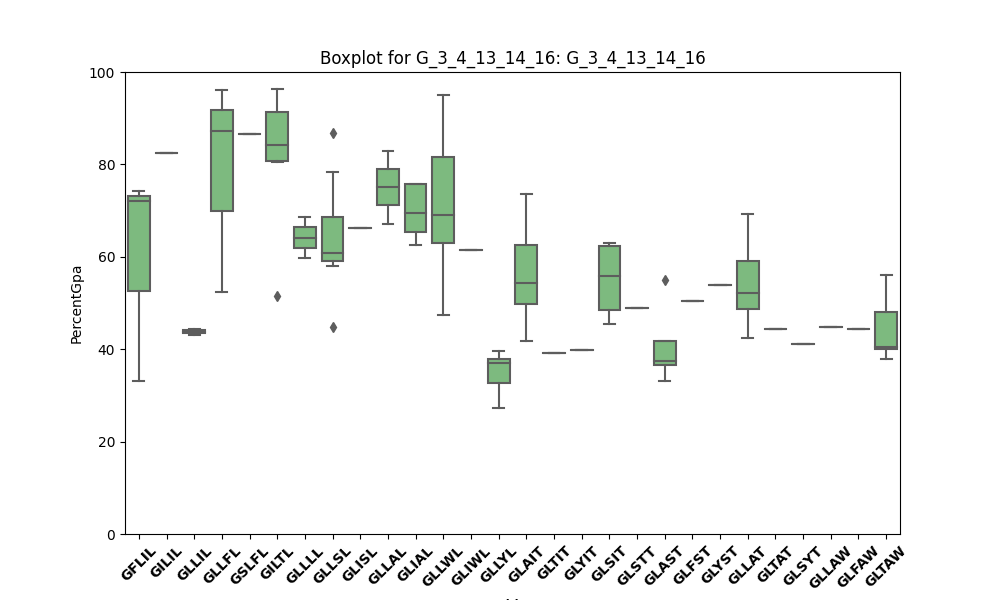 Boxplot for G_3_4_13_14_16: G_3_4_13_14_16
100
80
60
40
20
0
PercentGpa
GFLIL GILIL GLLIL GLLFL GSLFL GILTL GLLLL GLLSL GLISL GLLAL GLIAL GLLWL GLIWL GLLYL GLAIT GLTIT GLYIT GLSIT GLSTT GLAST GLFST GLYST GLLAT GLTAT GLSYT GLLAW GLFAW GLTAW